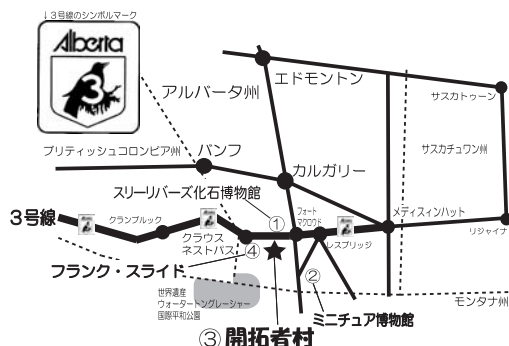 ↓3号線のシンボルマーク
Alberta
3
エドモントン
アルバータ州
サスカトゥーン
ブリティッシュコロンビア州
バンフ
サスカチュワン州
カルガリー
スリーリバーズ化石博物館
3号線
クランブルック
①
フォート
マクロウド
メディスィンハット
クラウス
ネストパス
④
レスブリッジ
リジャイナ
フランク・スライド
②
世界遺産
ウォータートングレーシャー
国際平和公園
モンタナ州
ミニチュア博物館
③ 開拓者村